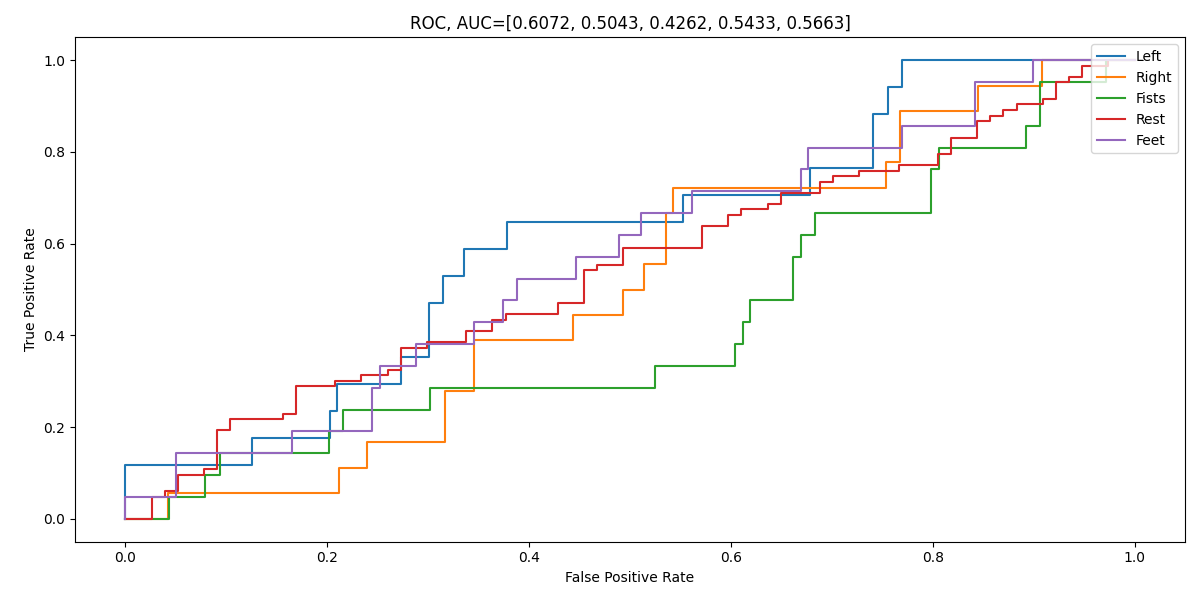 ROC, AUC=[0.6072, 0.5043, 0.4262, 0.5433, 0.5663]
Left
Right
Fists
Rest
Feet
True Positive Rate
1.0
0.8
0.6
0.4
0.2
0.0
0.0 0.2 0.4 0.6 0.8 1.0
False Positive Rate